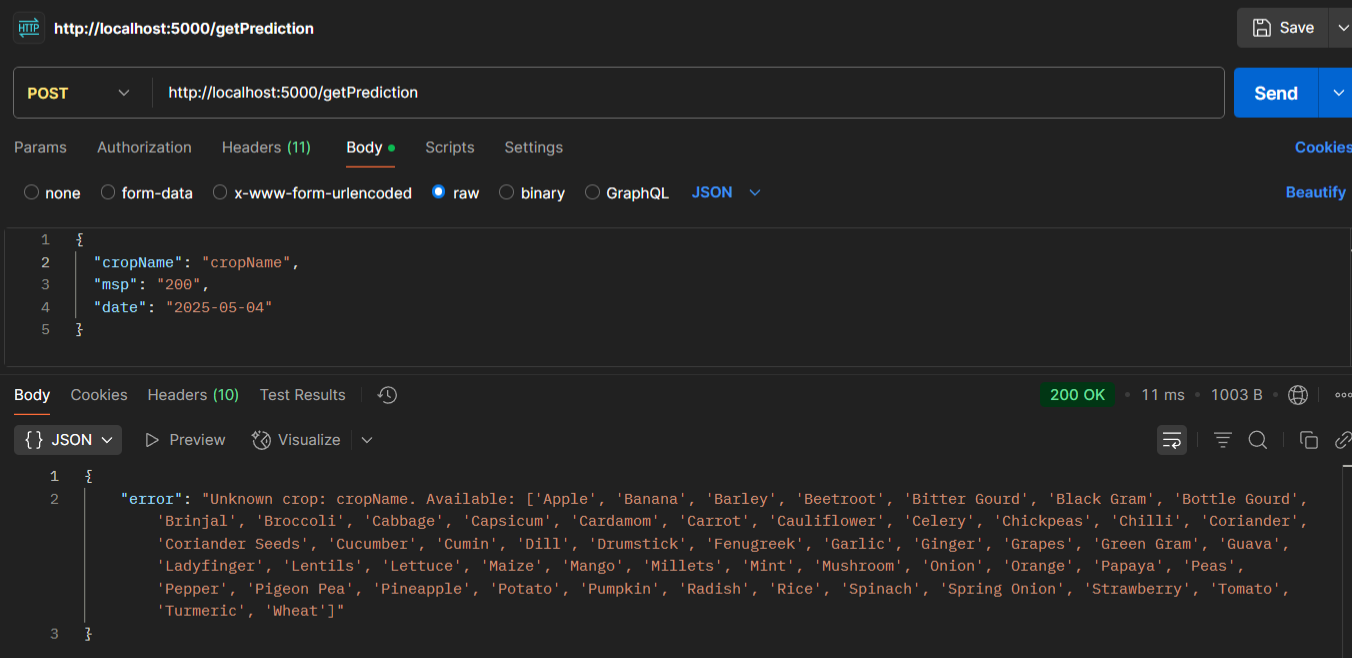 HTTP http://localhost:5000/getPrediction Save
POST http://localhost:5000/getPrediction Send
Params Authorization Headers (11) Body Scripts Settings Cookies
none form-data x-www-form-urlencoded raw binary GraphQL JSON Beautify
1 {
2 "cropName": "cropName",
3 "msp": "200",
4 "date": "2025-05-04"
5 }
Body Cookies Headers (10) Test Results 200 OK • 11 ms • 1003 B •
{} JSON Preview Visualize
1 {
2 "error": "Unknown crop: cropName. Available: ['Apple', 'Banana', 'Barley', 'Beetroot', 'Bitter Gourd', 'Black Gram', 'Bottle Gourd',
'Brinjal', 'Broccoli', 'Cabbage', 'Capsicum', 'Cardamom', 'Carrot', 'Cauliflower', 'Celery', 'Chickpeas', 'Chilli', 'Coriander',
'Coriander Seeds', 'Cucumber', 'Cumin', 'Dill', 'Drumstick', 'Fenugreek', 'Garlic', 'Ginger', 'Grapes', 'Green Gram', 'Guava',
'Ladyfinger', 'Lentils', 'Lettuce', 'Maize', 'Mango', 'Millets', 'Mint', 'Mushroom', 'Onion', 'Orange', 'Papaya', 'Peas',
'Pepper', 'Pigeon Pea', 'Pineapple', 'Potato', 'Pumpkin', 'Radish', 'Rice', 'Spinach', 'Spring Onion', 'Strawberry', 'Tomato',
'Turmeric', 'Wheat']"
3 }